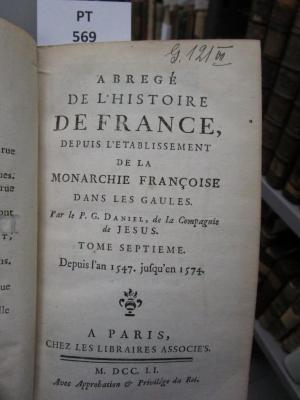 PT
569
G. 121 m
ABREGÉ
DE L'HISTOIRE
DE FRANCE,
DEPUIS L'ETABLISSEMENT
DE LA
MONARCHIE FRANÇOISE
DANS LES GAULES.
Par le P. G. DANIEL, de la Compagnie
de JESUS.
TOME SEPTIEME.
Depuis l'an 1547. jusqu'en 1574.
A PARIS,
CHEZ LES LIBRAIRES ASSOCIE'S.
M. DCC. LI.
Avec Approbation & Privilége du Roi.